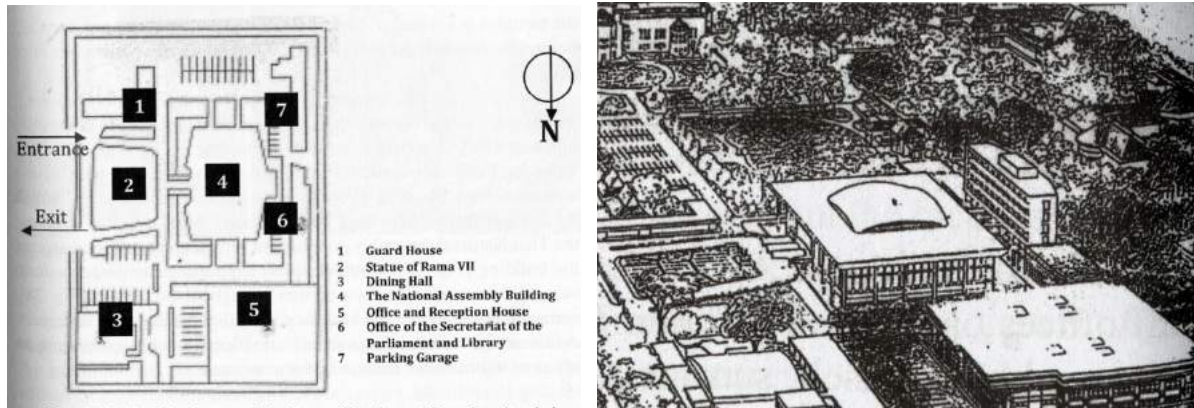 N
1
7
Entrance
2
4
Exit
6
3
5
1 Guard House
2 Statue of Rama VII
3 Dining Hall
4 The National Assembly Building
5 Office and Reception House
6 Office of the Secretariat of the
Parliament and Library
7 Parking Garage